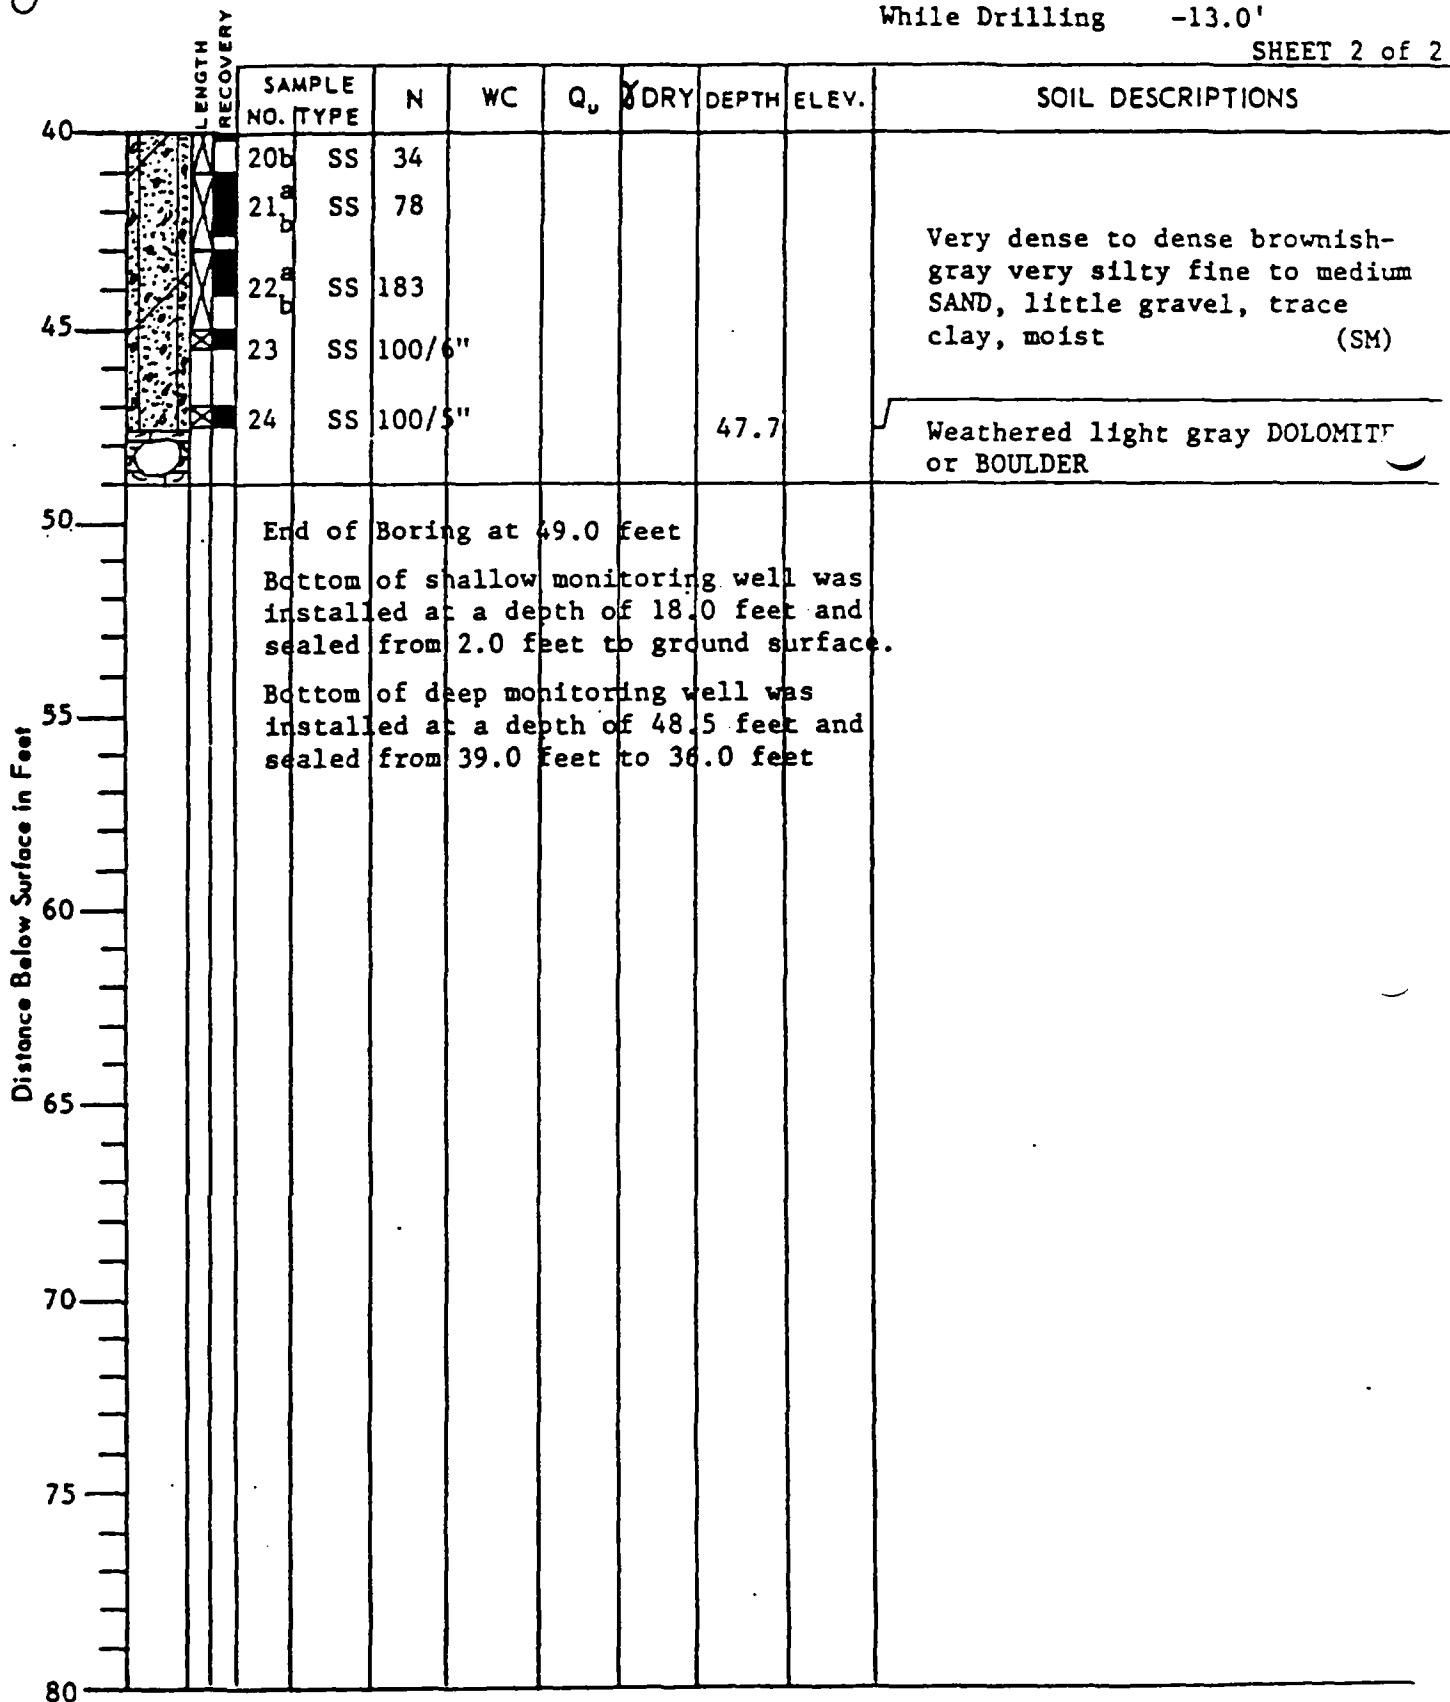 While Drilling -13.0'
SHEET 2 of 2
LENGTH
RECOVERY
SAMPLE
NO. TYPE N WC Qu γDRY DEPTH ELEV. SOIL DESCRIPTIONS
40
20b SS 34
21 a b SS 78
22 a b SS 183
45
23 SS 100/6"
24 SS 100/5"
47.7
Very dense to dense brownish-
gray very silty fine to medium
SAND, little gravel, trace
clay, moist (SM)
Weathered light gray DOLOMITE
or BOULDER
50
End of Boring at 49.0 feet
Bottom of shallow monitoring well was
installed at a depth of 18.0 feet and
sealed from 2.0 feet to ground surface.
Bottom of deep monitoring well was
55
installed at a depth of 48.5 feet and
sealed from 39.0 feet to 36.0 feet
Distance Below Surface in Feet
60
65
70
75
80